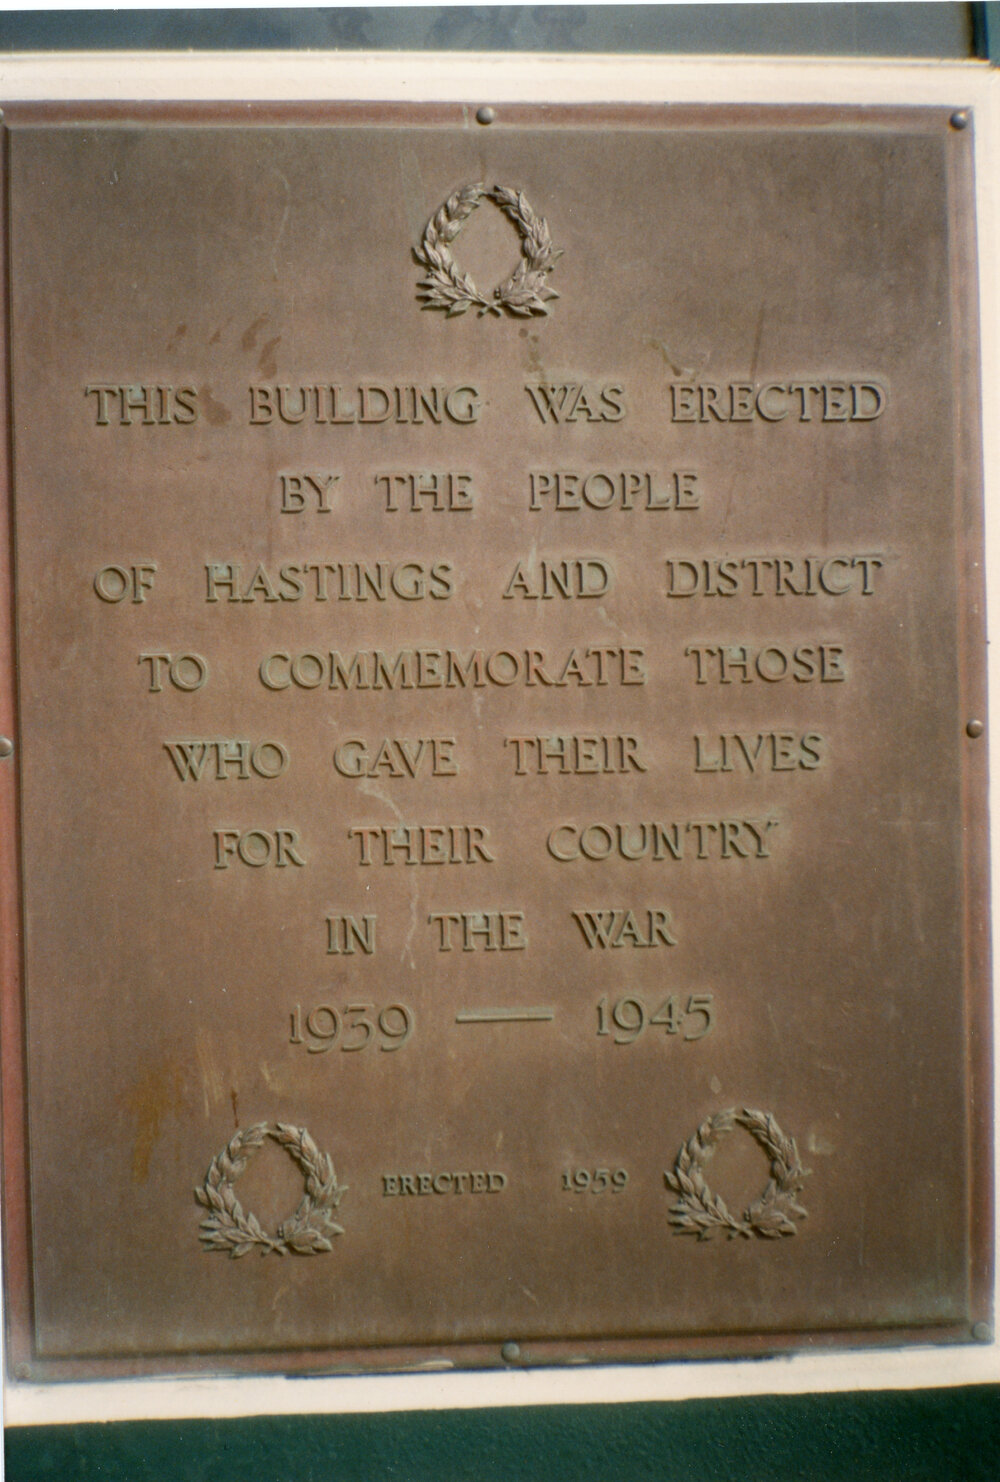 THIS BUILDING WAS ERECTED
BY THE PEOPLE
OF HASTINGS AND DISTRICT
TO COMMEMORATE THOSE
WHO GAVE THEIR LIVES
FOR THEIR COUNTRY
IN THE WAR
1939 — 1945
ERECTED 1959